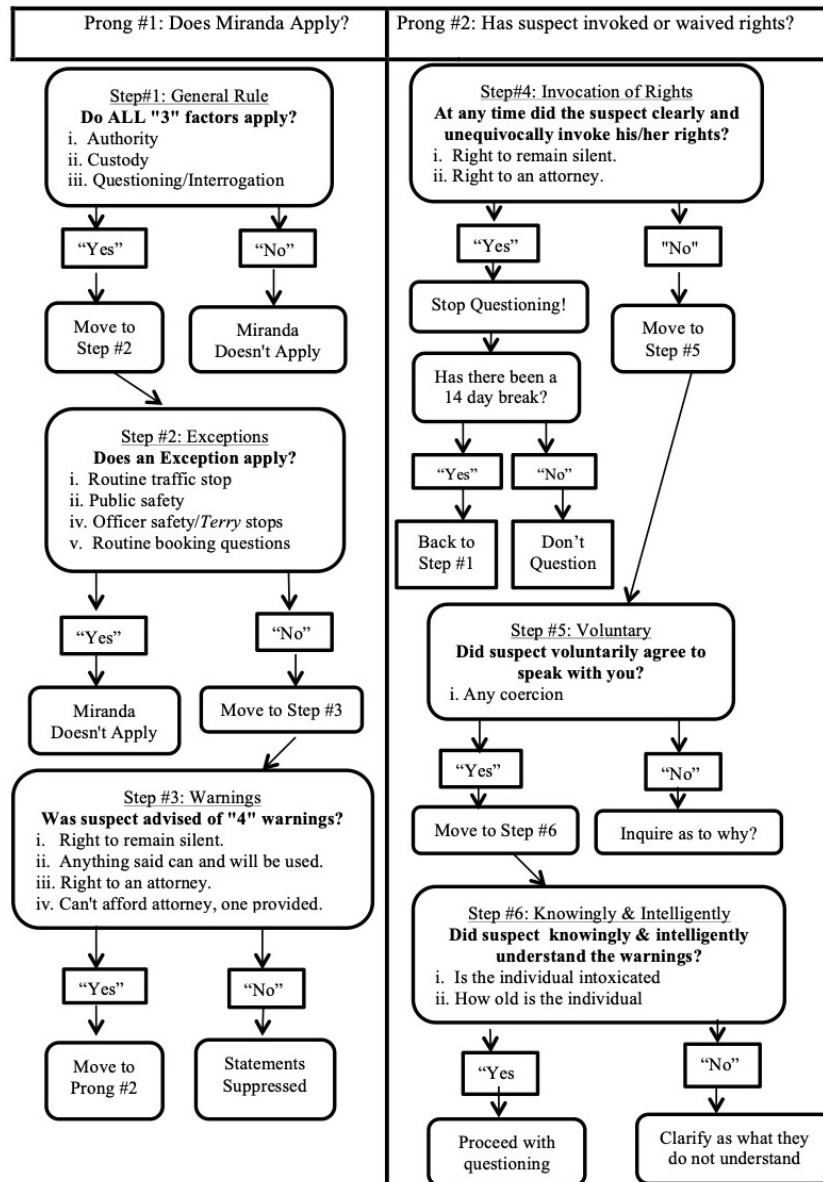 Prong #1: Does Miranda Apply?
Step#1: General Rule
Do ALL "3" factors apply?
i. Authority
ii. Custody
iii. Questioning/Interrogation
“Yes”
“No”
Move to
Step #2
Miranda
Doesn't Apply
Step #2: Exceptions
Does an Exception apply?
i. Routine traffic stop
ii. Public safety
iv. Officer safety/Terry stops
v. Routine booking questions
“Yes”
“No”
Miranda
Doesn't Apply
Move to Step #3
Step #3: Warnings
Was suspect advised of "4" warnings?
i. Right to remain silent.
ii. Anything said can and will be used.
iii. Right to an attorney.
iv. Can't afford attorney, one provided.
“Yes”
“No”
Move to
Prong #2
Statements
Suppressed
Prong #2: Has suspect invoked or waived rights?
Step#4: Invocation of Rights
At any time did the suspect clearly and
unequivocally invoke his/her rights?
i. Right to remain silent.
ii. Right to an attorney.
“Yes”
"No"
Stop Questioning!
Move to
Step #5
Has there been a
14 day break?
“Yes”
“No”
Back to
Step #1
Don’t
Question
Step #5: Voluntary
Did suspect voluntarily agree to
speak with you?
i. Any coercion
“Yes”
“No”
Move to Step #6
Inquire as to why?
Step #6: Knowingly & Intelligently
Did suspect knowingly & intelligently
understand the warnings?
i. Is the individual intoxicated
ii. How old is the individual
“Yes
“No”
Proceed with
questioning
Clarify as what they
do not understand